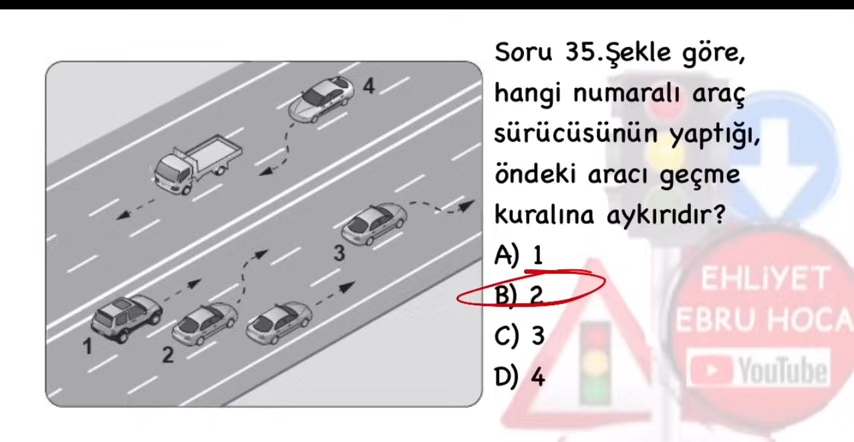 Soru 35.Şekle göre,
hangi numaralı araç
sürücüsünün yaptığı,
öndeki aracı geçme
kuralına aykırıdır?
A) 1
B) 2
C) 3
D) 4
4
3
1
2
EHLİYET
EBRU HOCA
YouTube